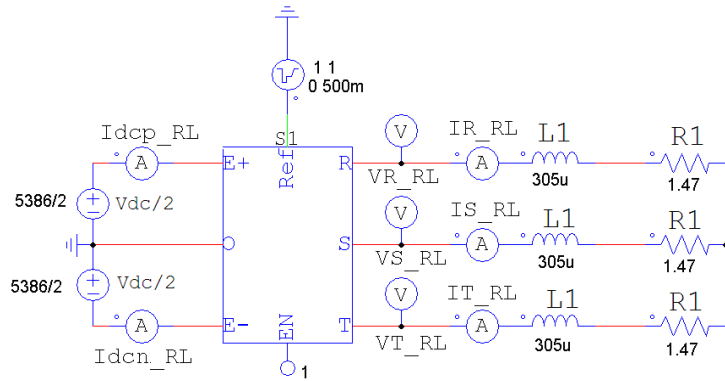 1 1
0 500m
S1
Idcp_RL
A
E+
Ref
R
V
VR_RL
IR_RL
A
L1
305u
R1
1.47
5386/2
Vdc/2
O
S
V
VS_RL
IS_RL
A
L1
305u
R1
1.47
5386/2
Vdc/2
A
Idcn_RL
E-
EN
T
V
VT_RL
IT_RL
A
L1
305u
R1
1.47
1